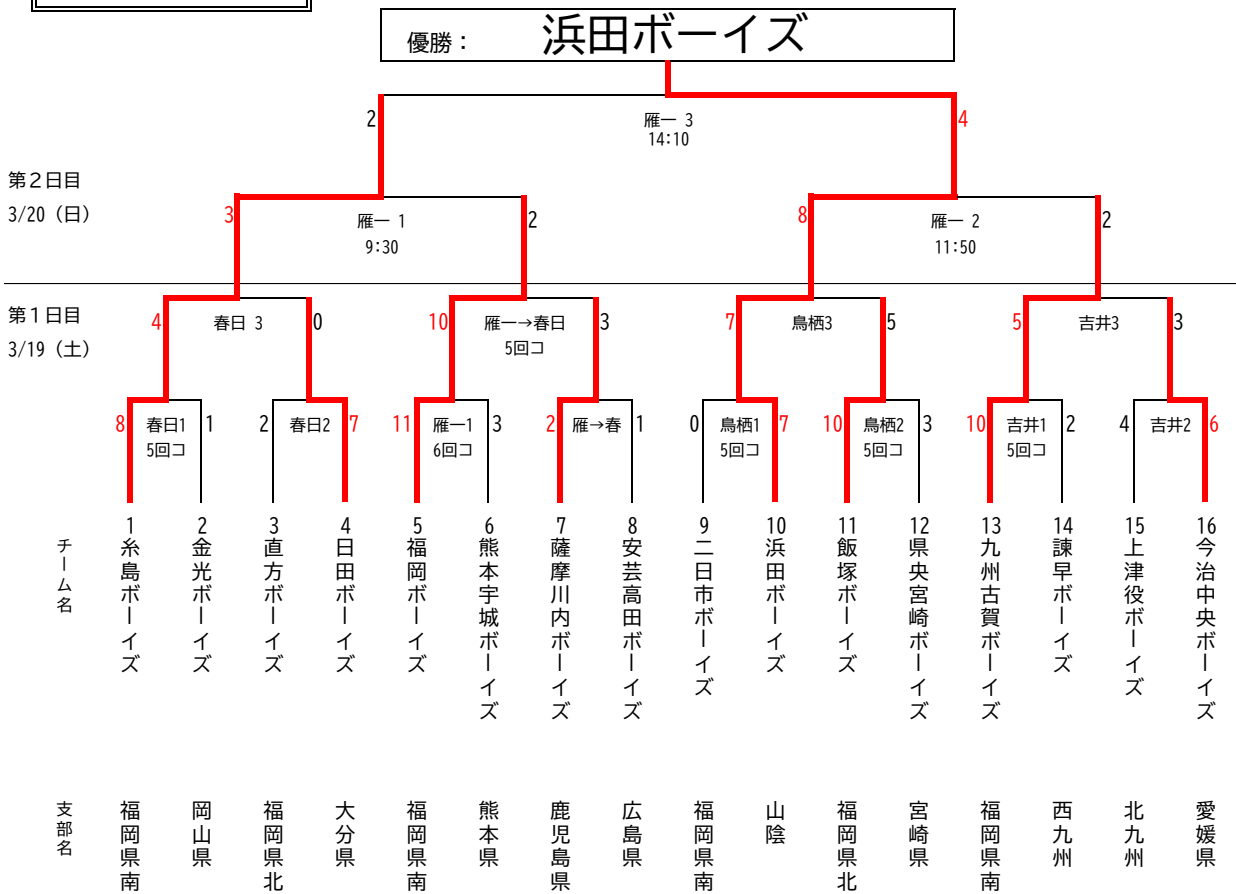 優勝： 浜田ボーイズ
2 雁一 3 4
14:10
第２日目
3/20（日）
3 雁一 1 2 8 雁一 2 2
9:30 11:50
第１日目
3/19（土）
4 春日 3 0 10 雁一→春日 3 7 鳥栖3 5 5 吉井3 3
5回コ
8 春日1 1 2 春日2 7 11 雁一1 3 2 雁→春 1 0 鳥栖1 7 10 鳥栖2 3 10 吉井1 2 4 吉井2 6
5回コ 6回コ 5回コ 5回コ 5回コ
1 2 3 4 5 6 7 8 9 10 11 12 13 14 15 16
チーム名
糸島ボーイズ
金光ボーイズ
直方ボーイズ
日田ボーイズ
福岡ボーイズ
熊本宇城ボーイズ
薩摩川内ボーイズ
安芸高田ボーイズ
二日市ボーイズ
浜田ボーイズ
飯塚ボーイズ
県央宮崎ボーイズ
九州古賀ボーイズ
諫早ボーイズ
上津役ボーイズ
今治中央ボーイズ
支部名
福岡県南
岡山県
福岡県北
大分県
福岡県南
熊本県
鹿児島県
広島県
福岡県南
山陰
福岡県北
宮崎県
福岡県南
西九州
北九州
愛媛県